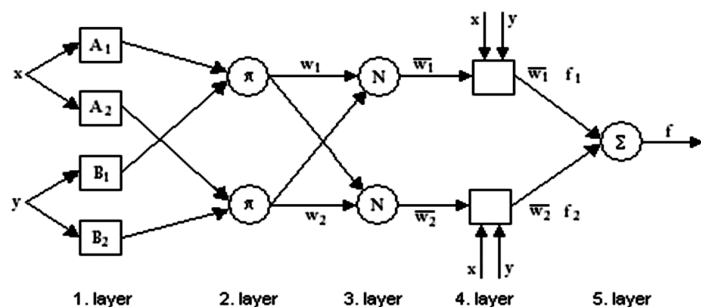 x y
A₁
x
A₂
B₁
y
B₂
π w₁ N w̅₁ w̅₁ f₁
Σ f
π w₂ N w̅₂ w̅₂ f₂
x y
1. layer 2. layer 3. layer 4. layer 5. layer